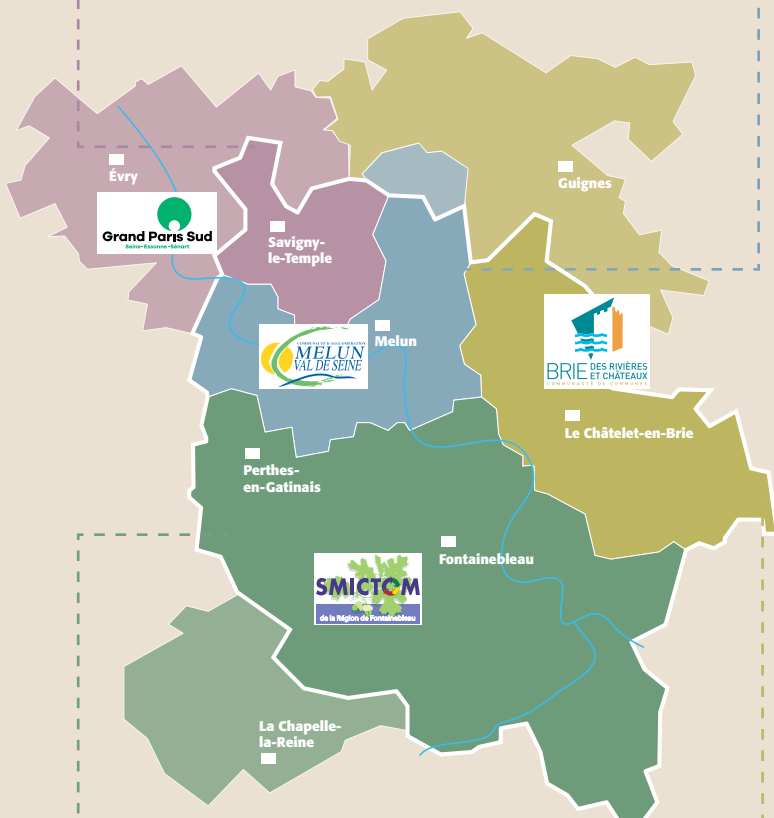 Évry
Guignes
Grand Paris Sud
Seine-Essonne-Sénart
Savigny-
le-Temple
Melun
COMMUNAUTÉ D'AGGLOMÉRATION
MELUN
VAL DE SEINE
BRIE DES RIVIÈRES
ET CHÂTEAUX
COMMUNAUTÉ DE COMMUNES
Le Châtelet-en-Brie
Perthes-
en-Gatinais
Fontainebleau
SMICTOM
de la Région de Fontainebleau
La Chapelle-
la-Reine